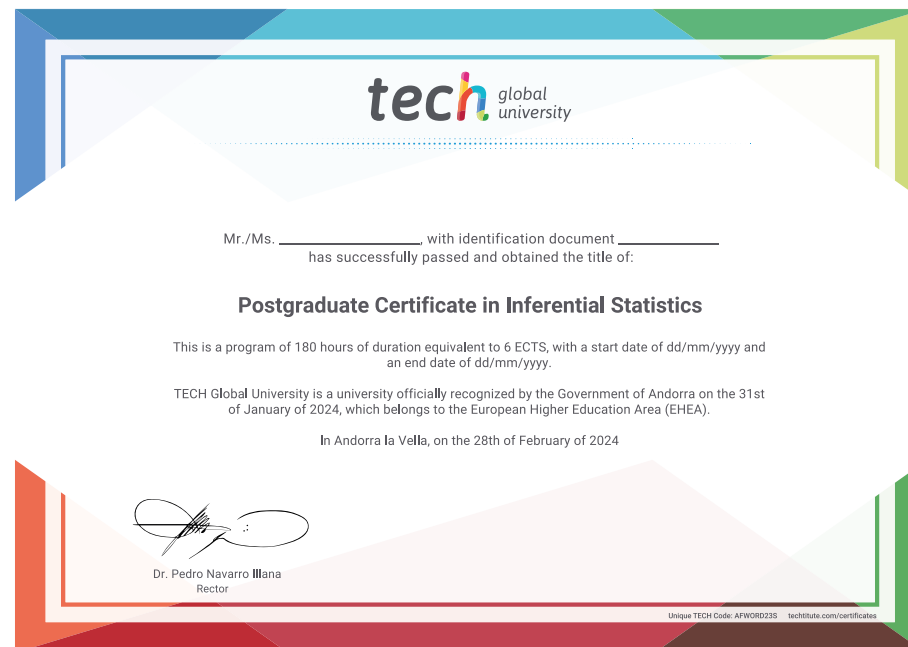 tech global university
Mr./Ms. ____________________, with identification document ______________
has successfully passed and obtained the title of:
Postgraduate Certificate in Inferential Statistics
This is a program of 180 hours of duration equivalent to 6 ECTS, with a start date of dd/mm/yyyy and
an end date of dd/mm/yyyy.
TECH Global University is a university officially recognized by the Government of Andorra on the 31st
of January of 2024, which belongs to the European Higher Education Area (EHEA).
In Andorra la Vella, on the 28th of February of 2024
Dr. Pedro Navarro Illana
Rector
Unique TECH Code: AFWORD23S techtitute.com/certificates